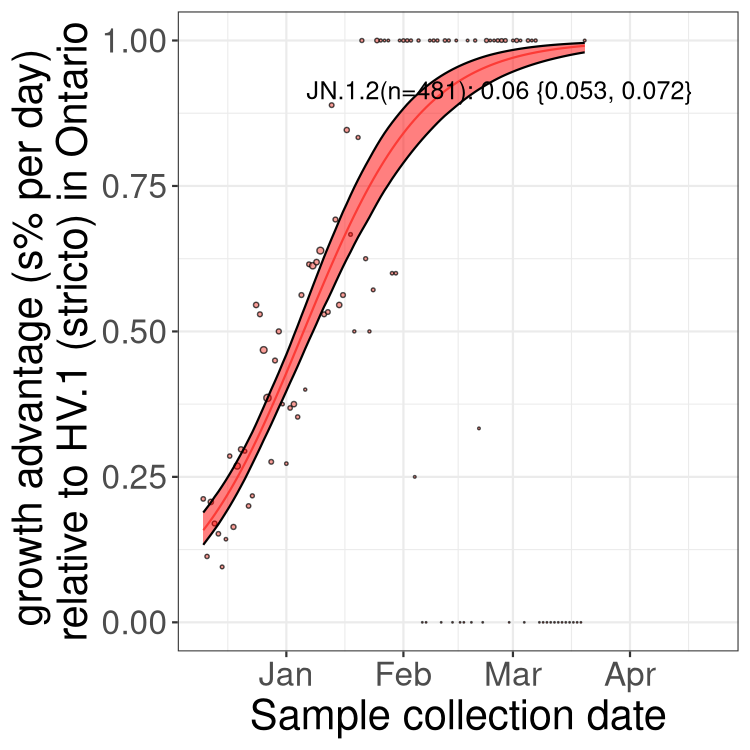 growth advantage (s% per day)
relative to HV.1 (stricto) in Ontario
1.00
0.75
0.50
0.25
0.00
JN.1.2(n=481): 0.06 {0.053, 0.072}
Jan Feb Mar Apr
Sample collection date